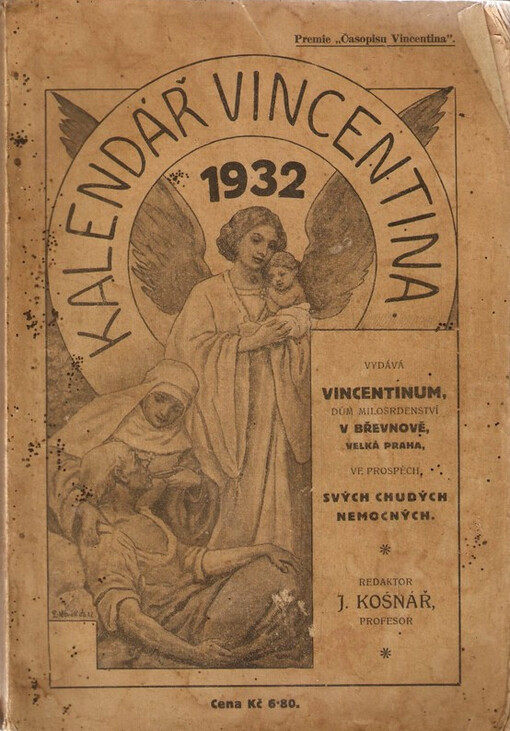 Premie „Časopisu Vincentina“.
KALENDÁŘ VINCENTINA
1932
VYDÁVÁ
VINCENTINUM,
DŮM MILOSRDENSTVÍ
V BŘEVNOVĚ,
VELKÁ PRAHA,
VE PROSPĚCH
SVÝCH CHUDÝCH
NEMOCNÝCH.
REDAKTOR
J. KOŠNÁŘ,
PROFESOR
Cena Kč 6·80.